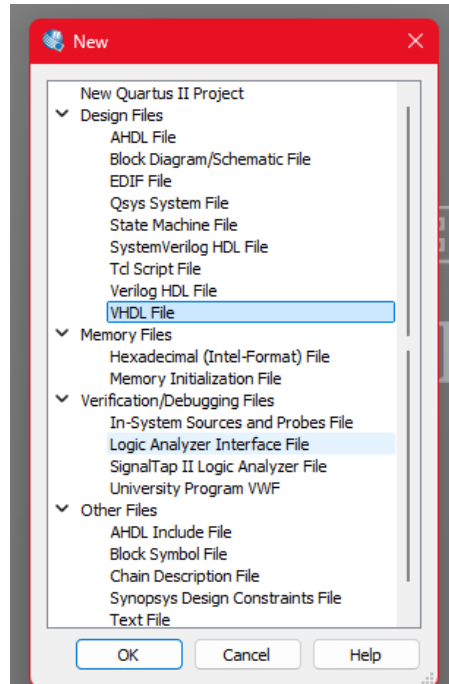 New
New Quartus II Project
Design Files
AHDL File
Block Diagram/Schematic File
EDIF File
Qsys System File
State Machine File
SystemVerilog HDL File
Tcl Script File
Verilog HDL File
VHDL File
Memory Files
Hexadecimal (Intel-Format) File
Memory Initialization File
Verification/Debugging Files
In-System Sources and Probes File
Logic Analyzer Interface File
SignalTap II Logic Analyzer File
University Program VWF
Other Files
AHDL Include File
Block Symbol File
Chain Description File
Synopsys Design Constraints File
Text File
OK Cancel Help